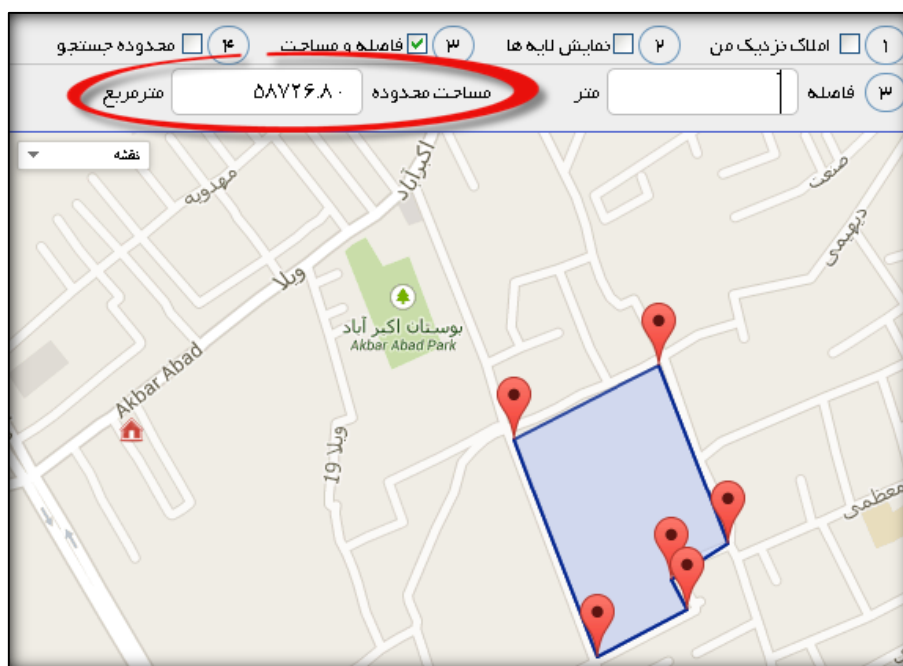 ۱ املاک نزدیک من ۲ نمایش لایه ها ۳ فاصله و مساحت ۴ محدوده جستجو
۳ فاصله متر مساحت محدوده ۵۸۷۲۶.۸۰ مترمربع
نقشه
مهدویه
اکبرآباد
صنعت
دیهیمی
ویلا
بوستان اکبر آباد
Akbar Abad Park
Akbar Abad
ویلا 19
معظمی